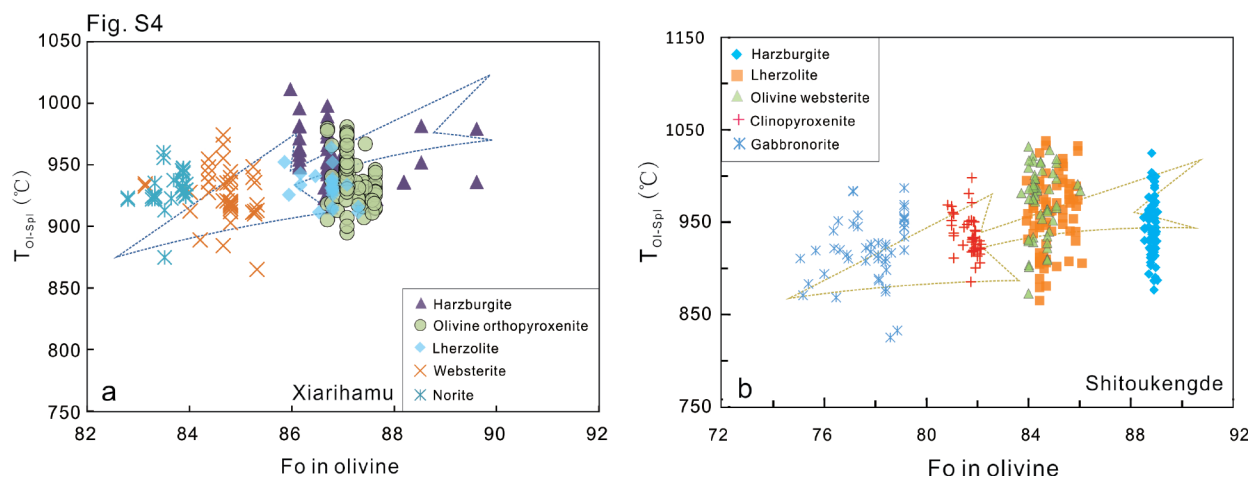 Fig. S4
1050
1000
950
900
850
800
750
T Ol-Spl (℃)
Harzburgite
Olivine orthopyroxenite
Lherzolite
Websterite
Norite
a
Xiarihamu
82
84
86
88
90
92
Fo in olivine
1150
1050
950
850
750
T Ol-Spl (℃)
Harzburgite
Lherzolite
Olivine websterite
Clinopyroxenite
Gabbronorite
b
Shitoukengde
72
76
80
84
88
92
Fo in olivine